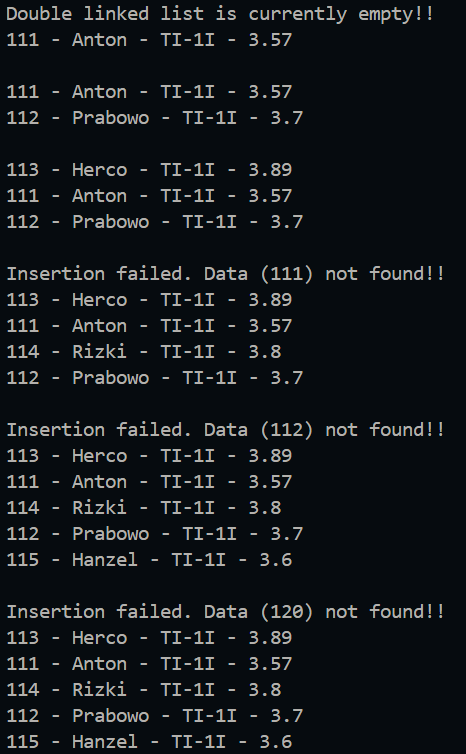 Double linked list is currently empty!!
111 - Anton - TI-1I - 3.57
111 - Anton - TI-1I - 3.57
112 - Prabowo - TI-1I - 3.7
113 - Herco - TI-1I - 3.89
111 - Anton - TI-1I - 3.57
112 - Prabowo - TI-1I - 3.7
Insertion failed. Data (111) not found!!
113 - Herco - TI-1I - 3.89
111 - Anton - TI-1I - 3.57
114 - Rizki - TI-1I - 3.8
112 - Prabowo - TI-1I - 3.7
Insertion failed. Data (112) not found!!
113 - Herco - TI-1I - 3.89
111 - Anton - TI-1I - 3.57
114 - Rizki - TI-1I - 3.8
112 - Prabowo - TI-1I - 3.7
115 - Hanzel - TI-1I - 3.6
Insertion failed. Data (120) not found!!
113 - Herco - TI-1I - 3.89
111 - Anton - TI-1I - 3.57
114 - Rizki - TI-1I - 3.8
112 - Prabowo - TI-1I - 3.7
115 - Hanzel - TI-1I - 3.6